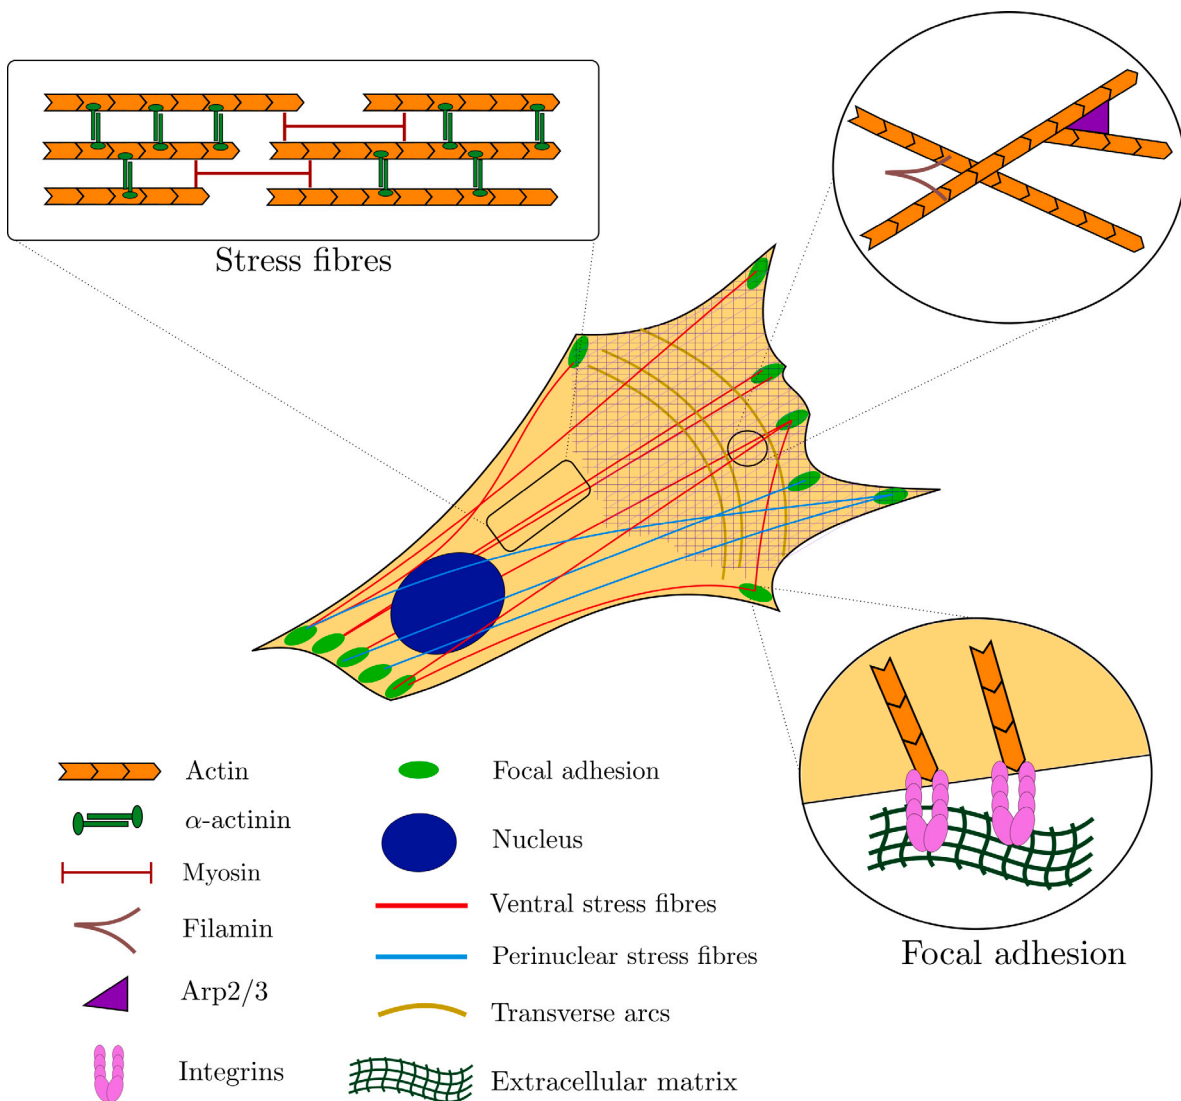 Stress fibres
Focal adhesion
Actin
α-actinin
Myosin
Filamin
Arp2/3
Integrins
Focal adhesion
Nucleus
Ventral stress fibres
Perinuclear stress fibres
Transverse arcs
Extracellular matrix